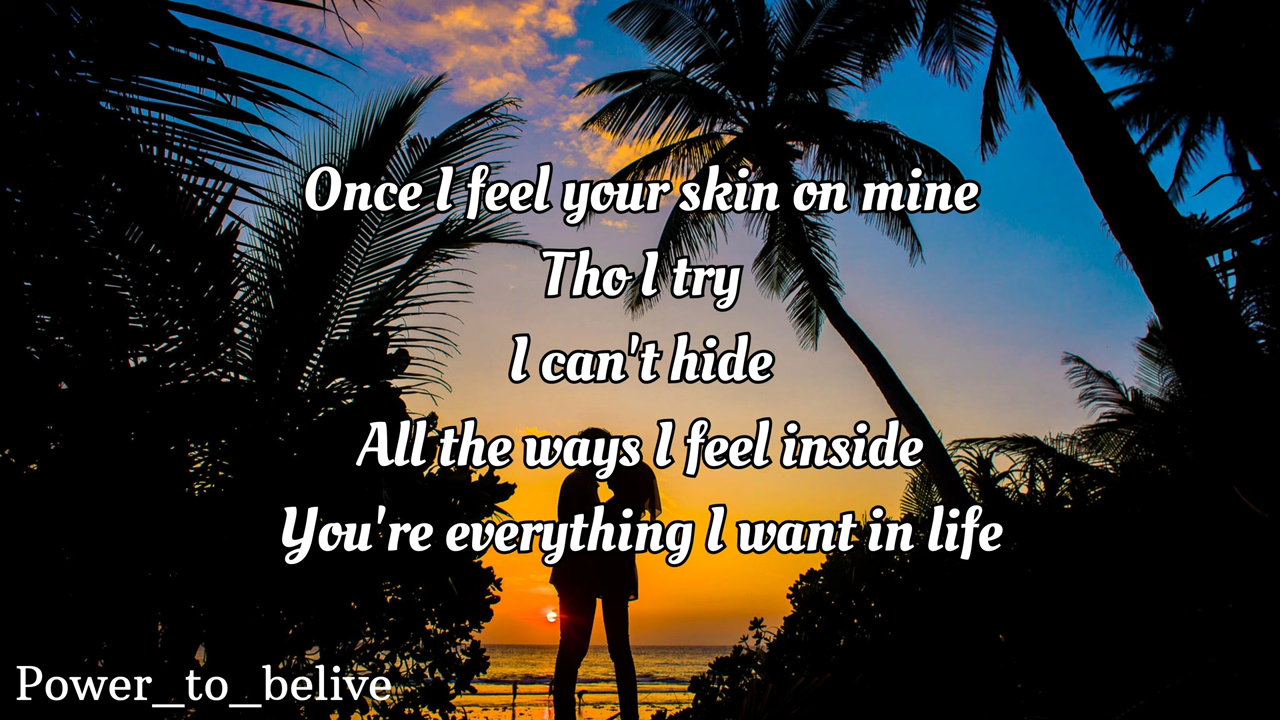 Once I feel your skin on mine
Tho I try
I can't hide
All the ways I feel inside
You're everything I want in life
Power_to_belive